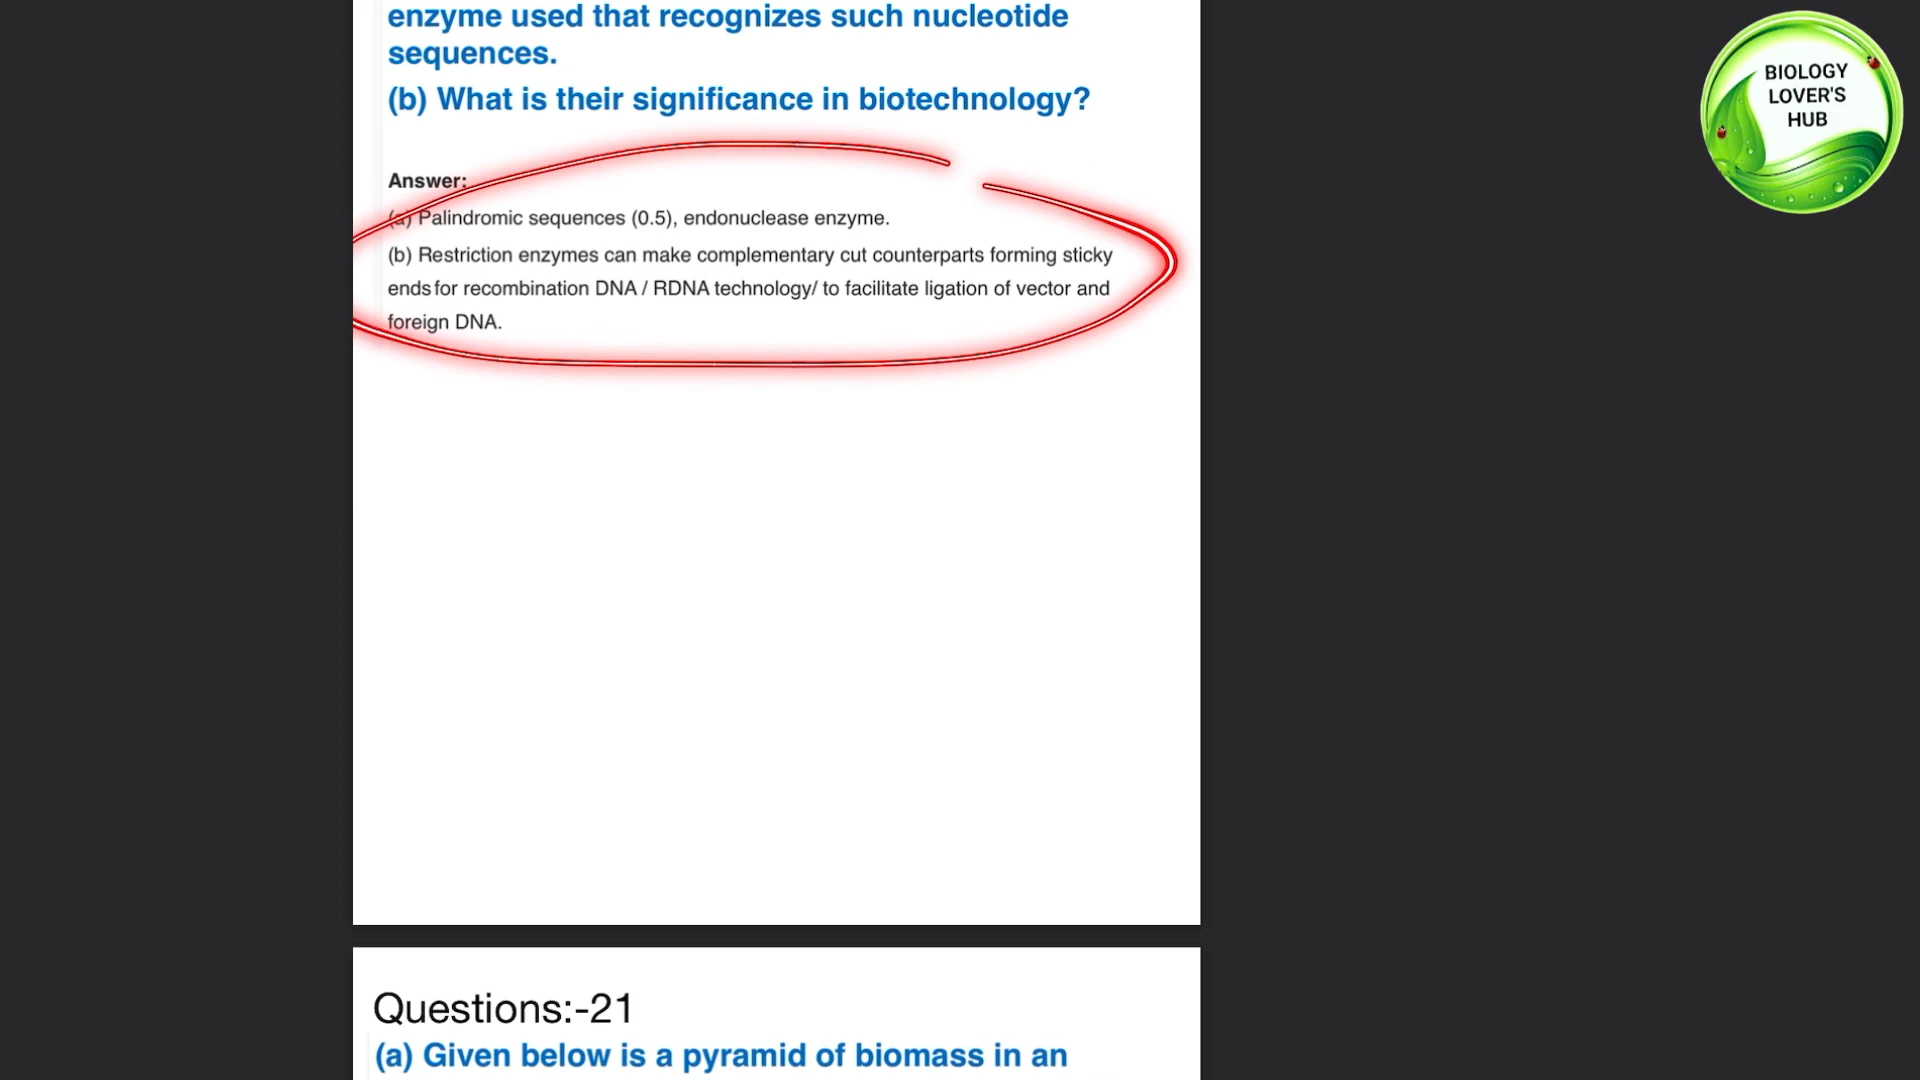 enzyme used that recognizes such nucleotide
sequences.
(b) What is their significance in biotechnology?
Answer:
(a) Palindromic sequences (0.5), endonuclease enzyme.
(b) Restriction enzymes can make complementary cut counterparts forming sticky
ends for recombination DNA / RDNA technology/ to facilitate ligation of vector and
foreign DNA.
Questions:-21
(a) Given below is a pyramid of biomass in an
BIOLOGY
LOVER'S
HUB